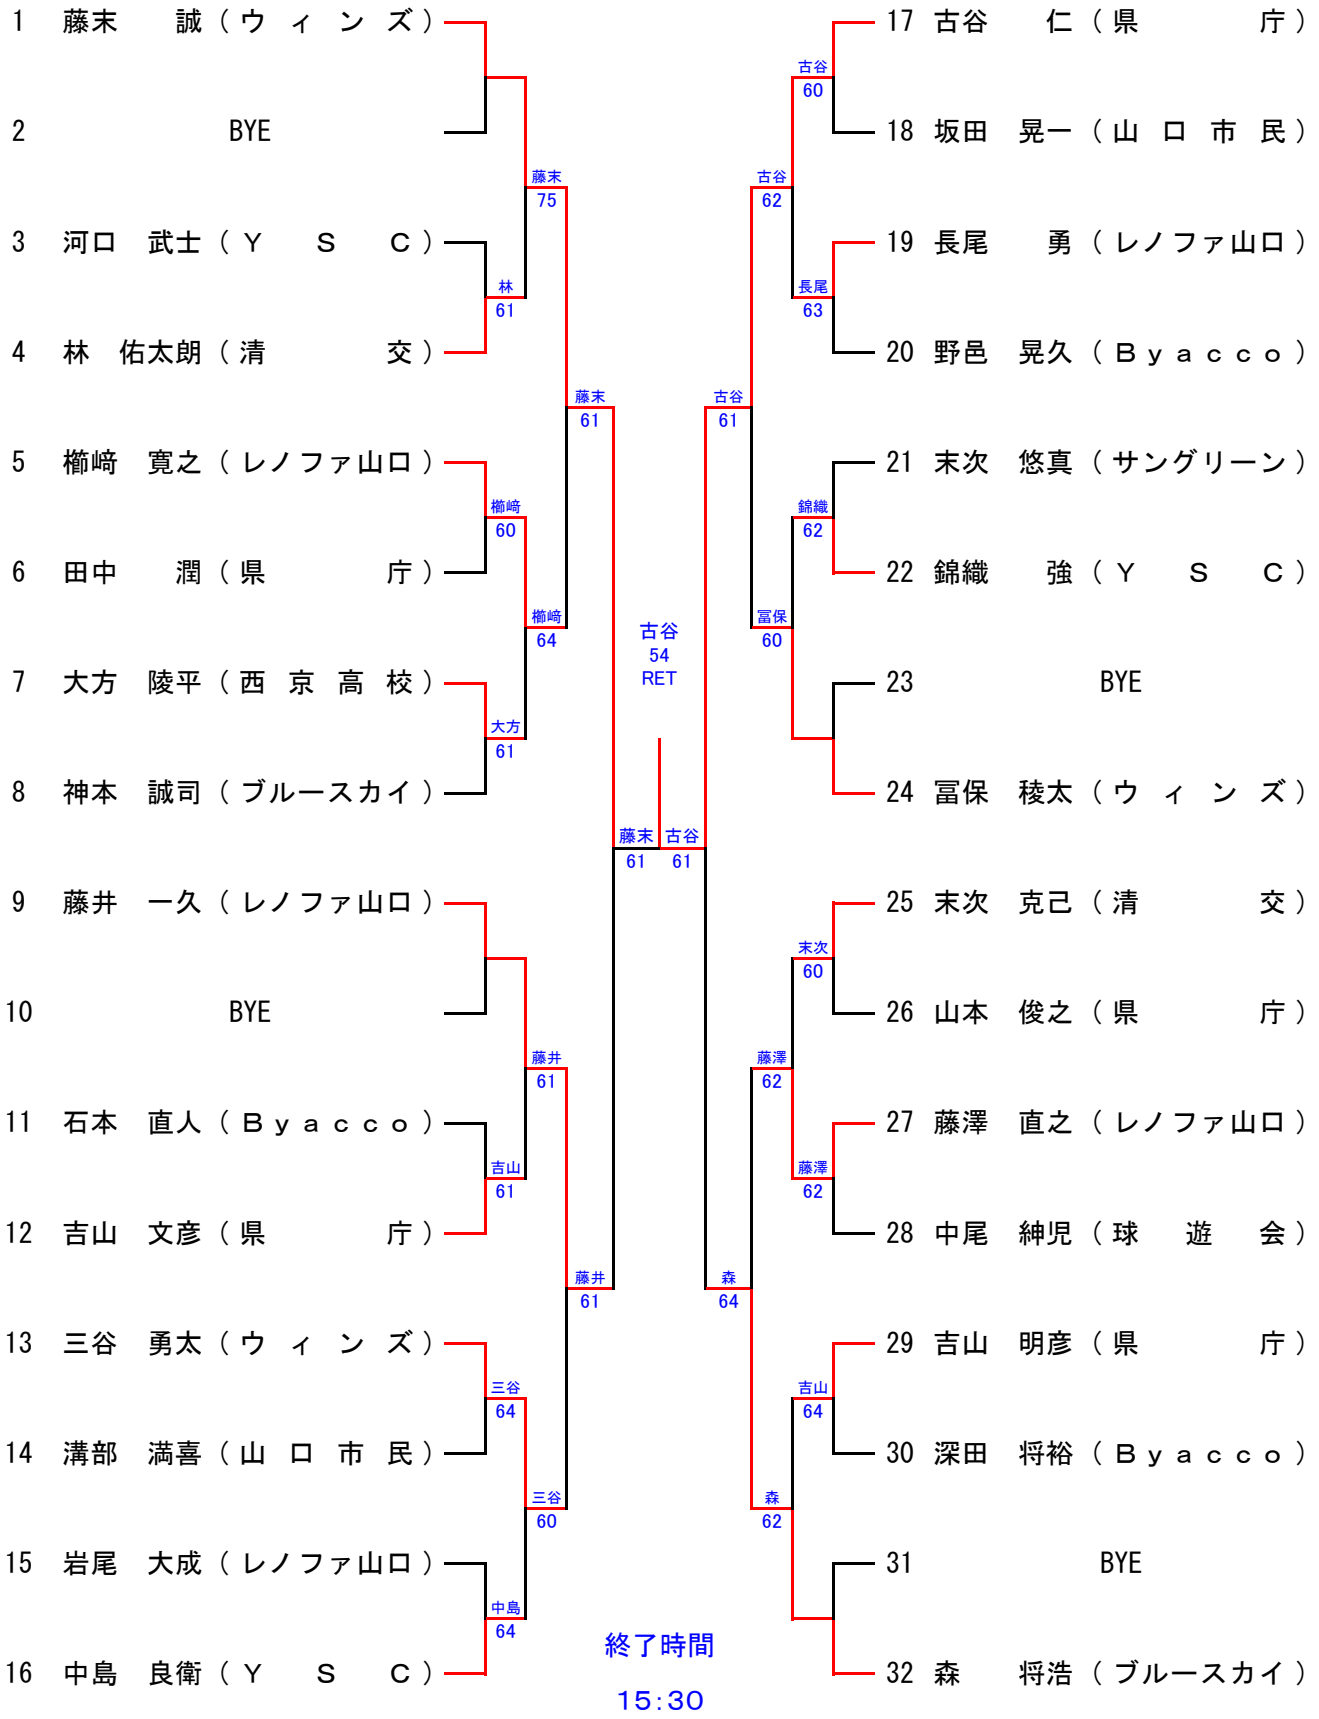 1 藤末 誠 （ウィンズ）
2 BYE
藤末
75
3 河口 武士 （YSC）
林
61
4 林 佑太朗 （清交）
藤末
61
5 櫛﨑 寛之 （レノファ山口）
櫛﨑
60
6 田中 潤 （県庁）
櫛﨑
64
7 大方 陵平 （西京高校）
大方
61
8 神本 誠司 （ブルースカイ）
藤末
61
9 藤井 一久 （レノファ山口）
10 BYE
藤井
61
11 石本 直人 （Byacco）
吉山
61
12 吉山 文彦 （県庁）
藤井
61
13 三谷 勇太 （ウィンズ）
三谷
64
14 溝部 満喜 （山口市民）
三谷
60
15 岩尾 大成 （レノファ山口）
中島
64
16 中島 良衛 （YSC）
古谷
54
RET
17 古谷 仁 （県庁）
古谷
60
18 坂田 晃一 （山口市民）
古谷
62
19 長尾 勇 （レノファ山口）
長尾
63
20 野邑 晃久 （Byacco）
古谷
61
21 末次 悠真 （サングリーン）
錦織
62
22 錦織 強 （YSC）
冨保
60
23 BYE
24 冨保 稜太 （ウィンズ）
古谷
61
25 末次 克己 （清交）
末次
60
26 山本 俊之 （県庁）
藤澤
62
27 藤澤 直之 （レノファ山口）
藤澤
62
28 中尾 紳児 （球遊会）
森
64
29 吉山 明彦 （県庁）
吉山
64
30 深田 将裕 （Byacco）
森
62
31 BYE
32 森 将浩 （ブルースカイ）
終了時間
15:30